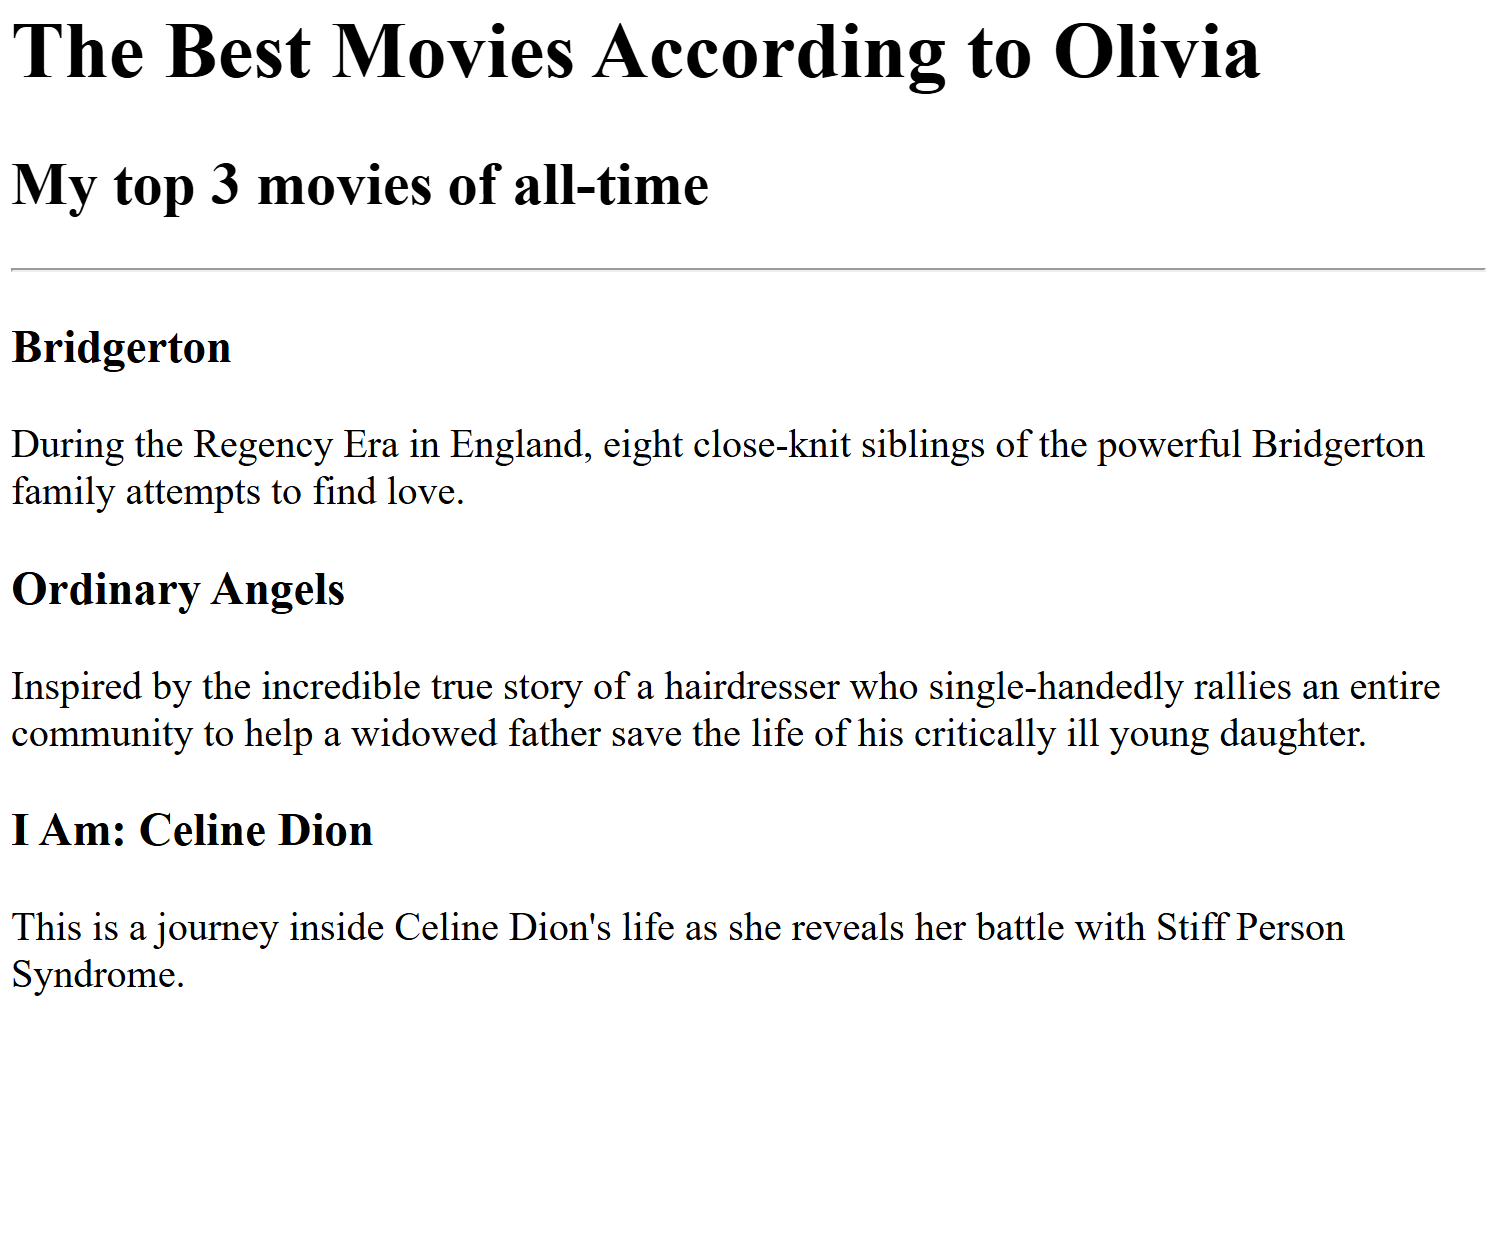 The Best Movies According to Olivia
My top 3 movies of all-time
Bridgerton
During the Regency Era in England, eight close-knit siblings of the powerful Bridgerton
family attempts to find love.
Ordinary Angels
Inspired by the incredible true story of a hairdresser who single-handedly rallies an entire
community to help a widowed father save the life of his critically ill young daughter.
I Am: Celine Dion
This is a journey inside Celine Dion's life as she reveals her battle with Stiff Person
Syndrome.